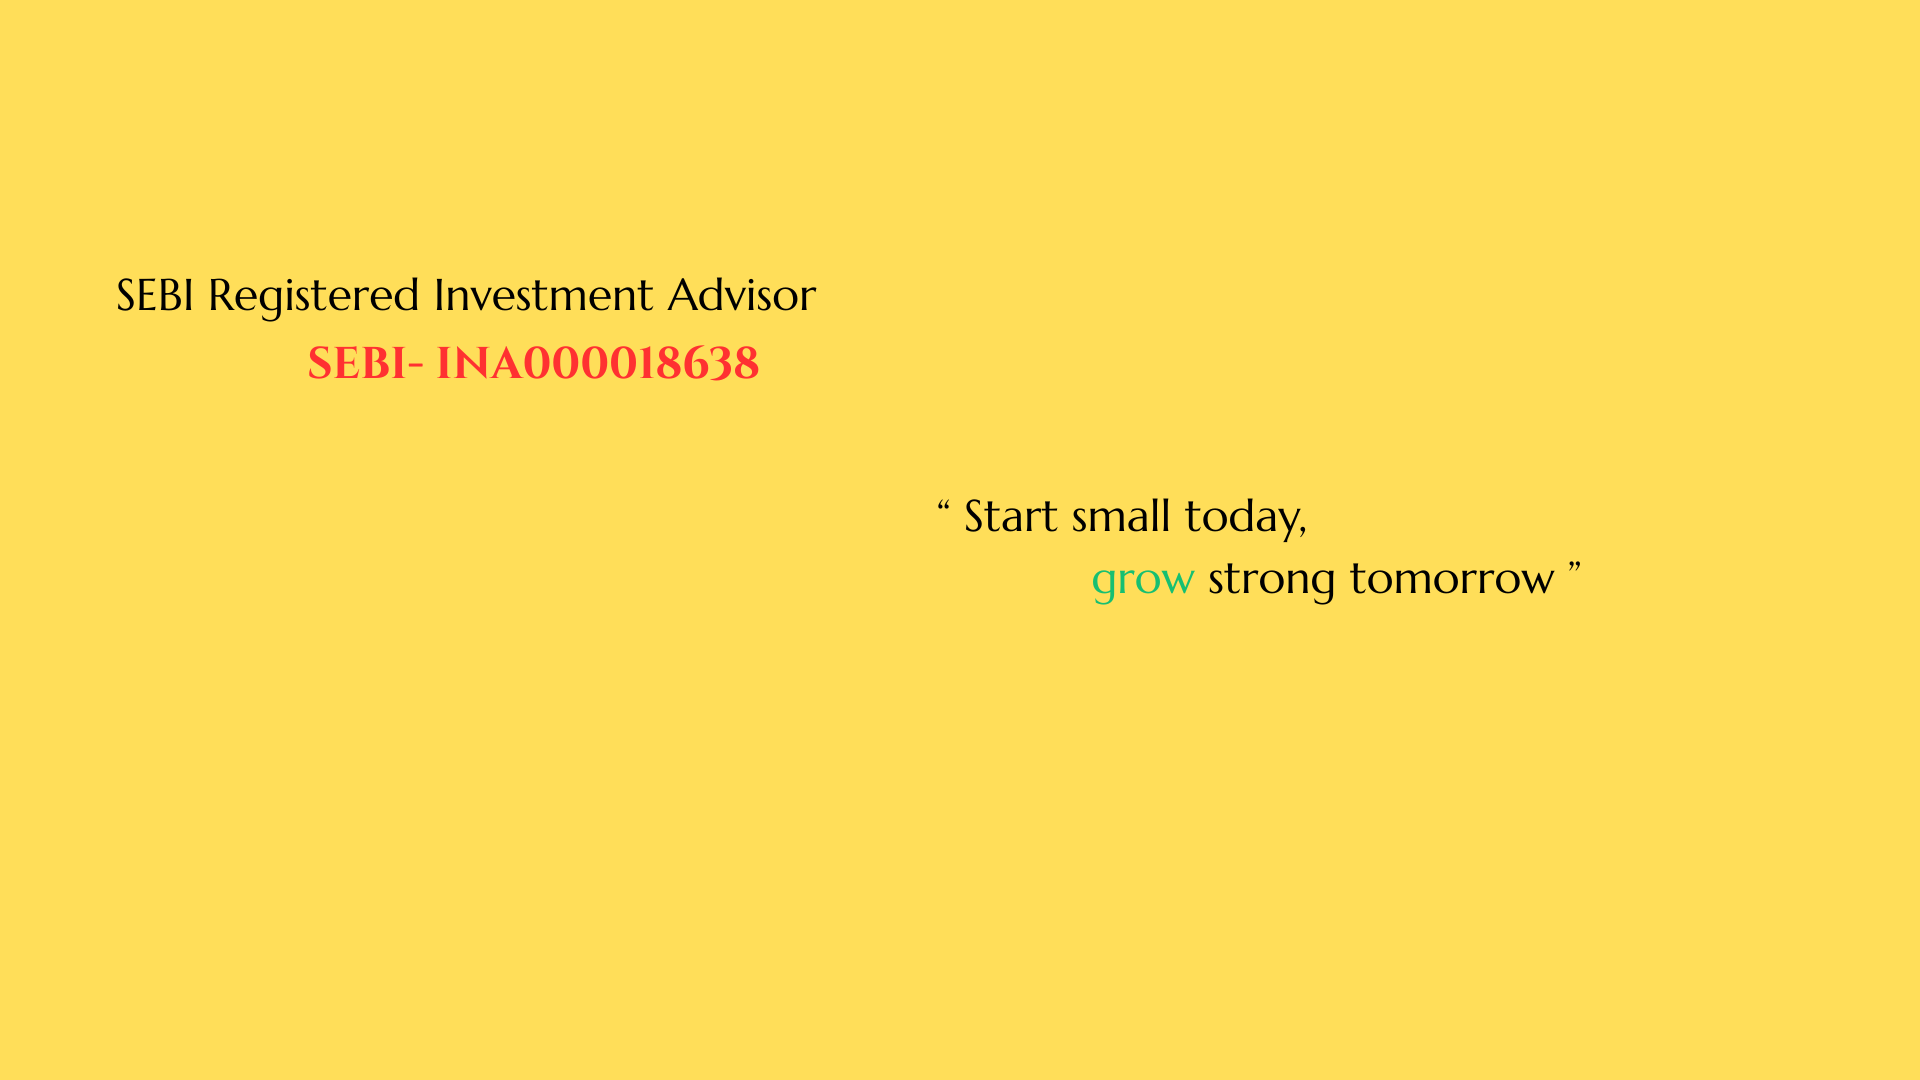 SEBI Registered Investment Advisor
SEBI- INA000018638
“ Start small today,
grow strong tomorrow ”